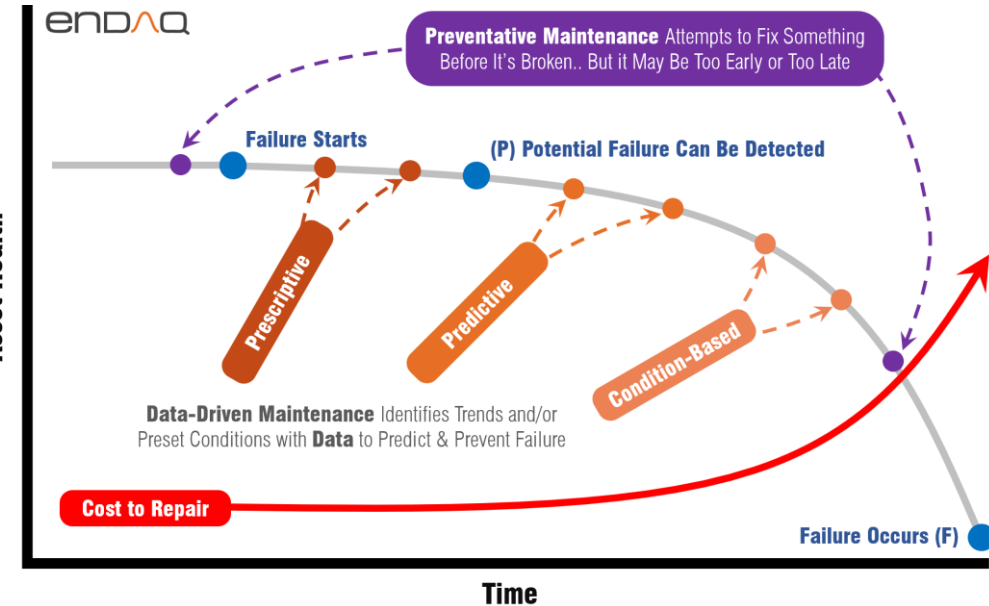 enDAQ
Preventative Maintenance Attempts to Fix Something
Before It's Broken.. But it May Be Too Early or Too Late
Failure Starts
(P) Potential Failure Can Be Detected
Prescriptive
Predictive
Condition-Based
Data-Driven Maintenance Identifies Trends and/or
Preset Conditions with Data to Predict & Prevent Failure
Cost to Repair
Failure Occurs (F)
Time